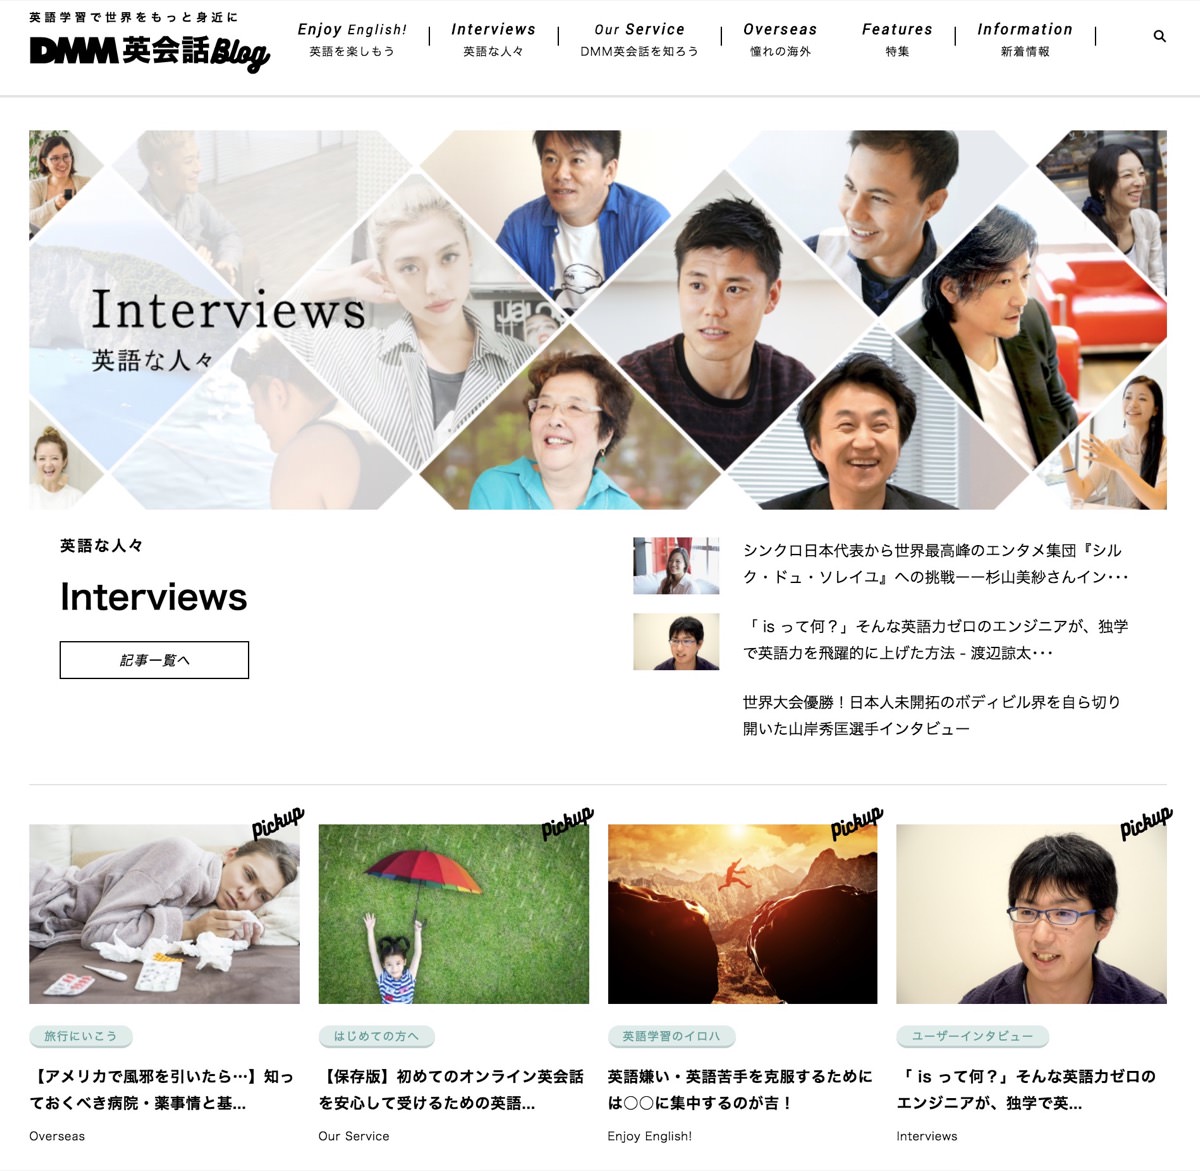 英語学習で世界をもっと身近に
DMM英会話Blog
Enjoy English!
英語を楽しもう
Interviews
英語な人々
Our Service
DMM英会話を知ろう
Overseas
憧れの海外
Features
特集
Information
新着情報
Interviews
英語な人々
英語な人々
Interviews
記事一覧へ
シンクロ日本代表から世界最高峰のエンタメ集団『シル
ク・ドュ・ソレイユ』への挑戦ーー杉山美紗さんイン･･･
「 is って何？」そんな英語力ゼロのエンジニアが、独学
で英語力を飛躍的に上げた方法 - 渡辺諒太･･･
世界大会優勝！日本人未開拓のボディビル界を自ら切り
開いた山岸秀匡選手インタビュー
Pickup
Pickup
Pickup
Pickup
旅行にいこう
【アメリカで風邪を引いたら…】知っ
ておくべき病院・薬事情と基...
Overseas
はじめての方へ
【保存版】初めてのオンライン英会話
を安心して受けるための英語...
Our Service
英語学習のイロハ
英語嫌い・英語苦手を克服するために
は〇〇に集中するのが吉！
Enjoy English!
ユーザーインタビュー
「 is って何？」そんな英語力ゼロの
エンジニアが、独学で英...
Interviews